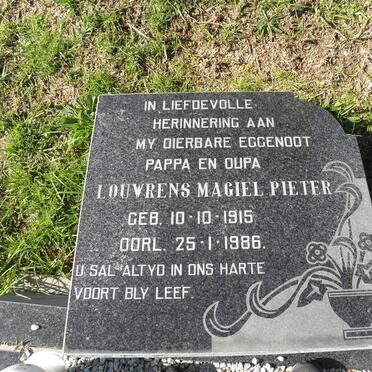 IN LIEFDEVOLLE
HERINNERING AAN
MY DIERBARE EGGENOOT
PAPPA EN OUPA
LOUWRENS MAGIEL PIETER
GEB. 10-10-1915
OORL. 25-1-1986.
U SAL ALTYD IN ONS HARTE
VOORT BLY LEEF.